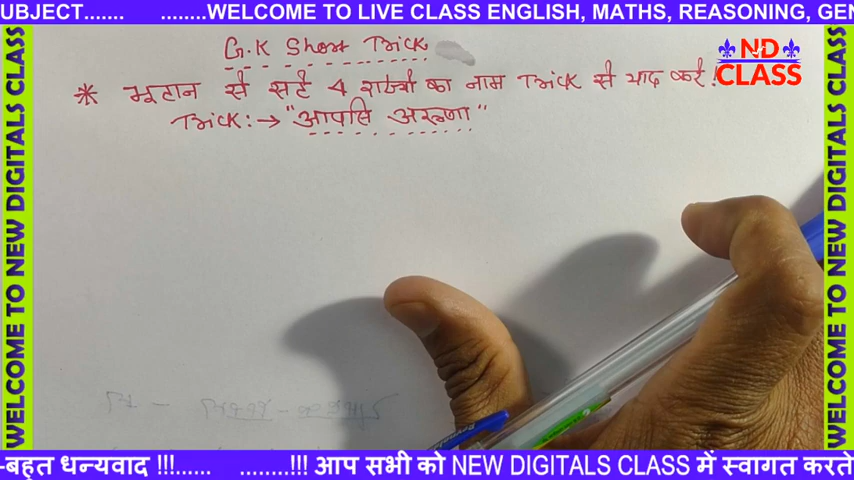 UBJECT....... ........WELCOME TO LIVE CLASS ENGLISH, MATHS, REASONING, GEN
WELCOME TO NEW DIGITALS CLASS
G.K Short Trick
ND
CLASS
* भूटान से सटे 4 राज्यों का नाम Trick से याद करें!
Trick:→ "आपसि अरूणा"
WELCOME TO NEW DIGITALS CLASS
-बहुत धन्यवाद !!!...... ........!!! आप सभी को NEW DIGITALS CLASS में स्वागत करते